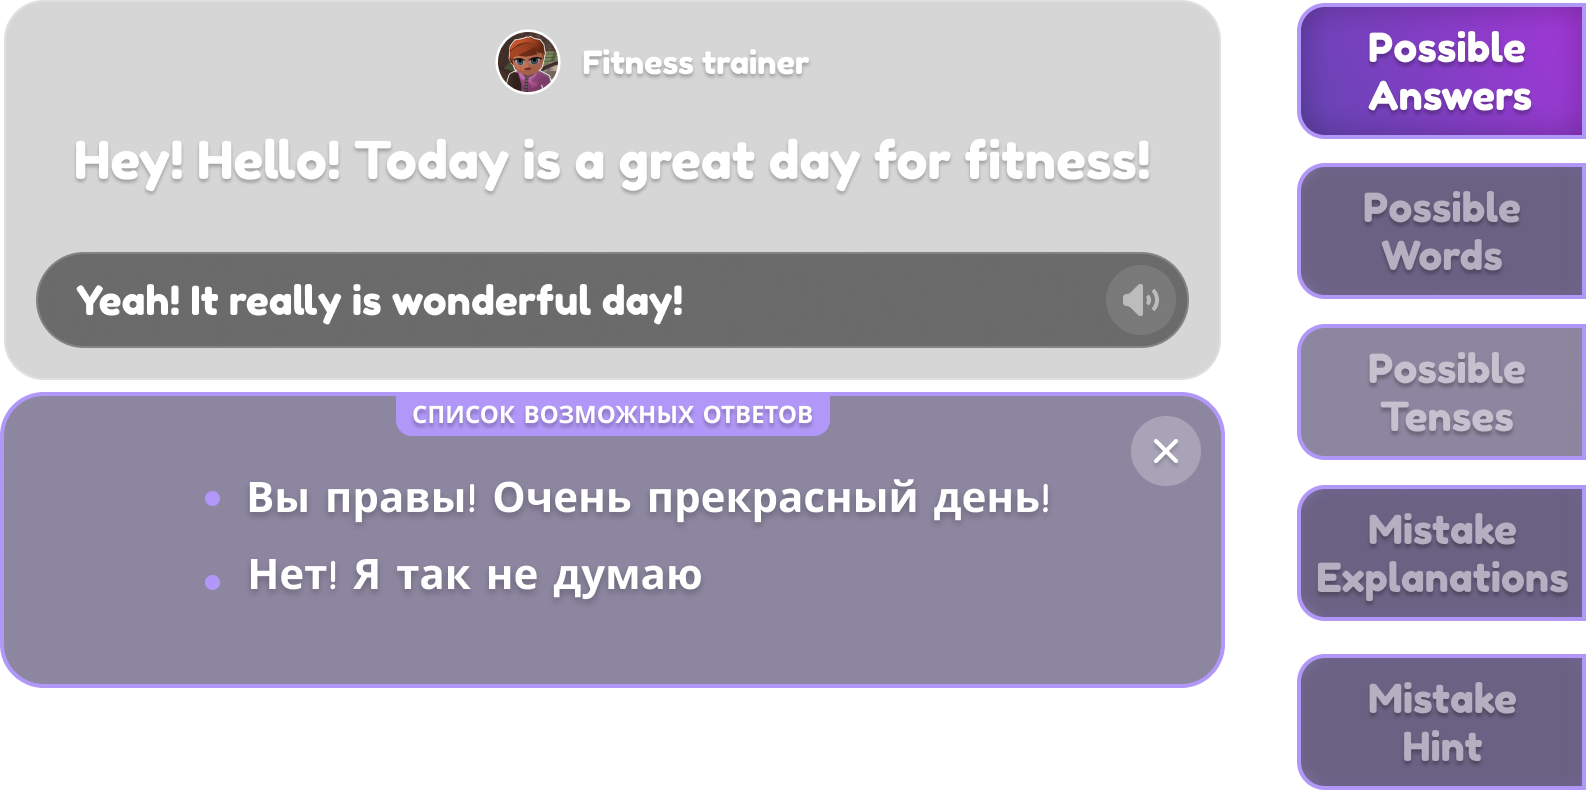 Fitness trainer
Hey! Hello! Today is a great day for fitness!
Yeah! It really is wonderful day!
СПИСОК ВОЗМОЖНЫХ ОТВЕТОВ
Вы правы! Очень прекрасный день!
Нет! Я так не думаю
Possible
Answers
Possible
Words
Possible
Tenses
Mistake
Explanations
Mistake
Hint